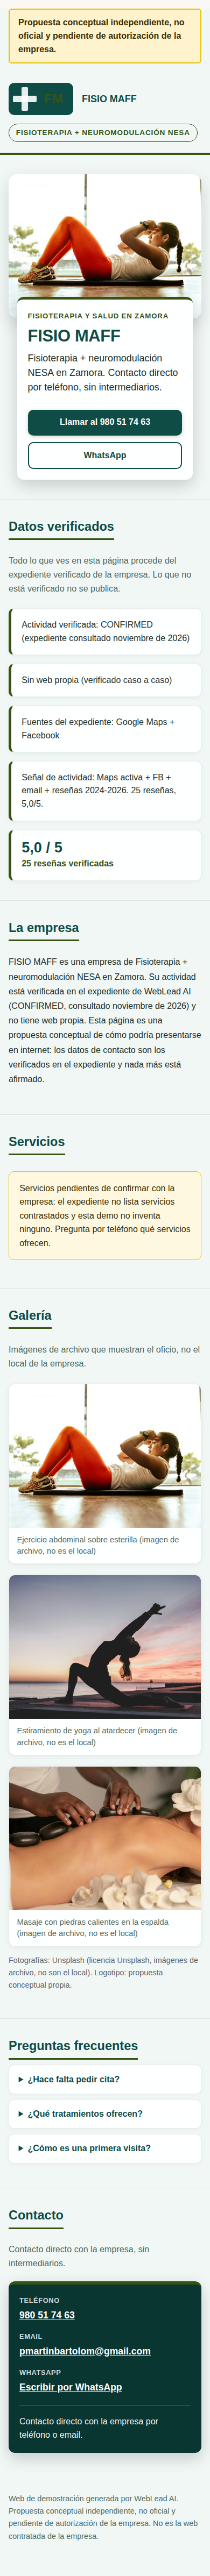 Propuesta conceptual independiente, no
oficial y pendiente de autorización de la
empresa.
FM
FISIO MAFF
FISIOTERAPIA + NEUROMODULACIÓN NESA
FISIOTERAPIA Y SALUD EN ZAMORA
FISIO MAFF
Fisioterapia + neuromodulación
NESA en Zamora. Contacto directo
por teléfono, sin intermediarios.
Llamar al 980 51 74 63
WhatsApp
Datos verificados
Todo lo que ves en esta página procede del
expediente verificado de la empresa. Lo que no
está verificado no se publica.
Actividad verificada: CONFIRMED
(expediente consultado noviembre de 2026)
Sin web propia (verificado caso a caso)
Fuentes del expediente: Google Maps +
Facebook
Señal de actividad: Maps activa + FB +
email + reseñas 2024-2026. 25 reseñas,
5,0/5.
5,0 / 5
25 reseñas verificadas
La empresa
FISIO MAFF es una empresa de Fisioterapia +
neuromodulación NESA en Zamora. Su actividad
está verificada en el expediente de WebLead AI
(CONFIRMED, consultado noviembre de 2026) y
no tiene web propia. Esta página es una
propuesta conceptual de cómo podría presentarse
en internet: los datos de contacto son los
verificados en el expediente y nada más está
afirmado.
Servicios
Servicios pendientes de confirmar con la
empresa: el expediente no lista servicios
contrastados y esta demo no inventa
ninguno. Pregunta por teléfono qué servicios
ofrecen.
Galería
Imágenes de archivo que muestran el oficio, no el
local de la empresa.
Ejercicio abdominal sobre esterilla (imagen de
archivo, no es el local)
Estiramiento de yoga al atardecer (imagen de
archivo, no es el local)
Masaje con piedras calientes en la espalda
(imagen de archivo, no es el local)
Fotografías: Unsplash (licencia Unsplash, imágenes de
archivo, no son el local). Logotipo: propuesta
conceptual propia.
Preguntas frecuentes
¿Hace falta pedir cita?
¿Qué tratamientos ofrecen?
¿Cómo es una primera visita?
Contacto
Contacto directo con la empresa, sin
intermediarios.
TELÉFONO
980 51 74 63
EMAIL
pmartinbartolom@gmail.com
WHATSAPP
Escribir por WhatsApp
Contacto directo con la empresa por
teléfono o email.
Web de demostración generada por WebLead AI.
Propuesta conceptual independiente, no oficial y
pendiente de autorización de la empresa. No es la web
contratada de la empresa.